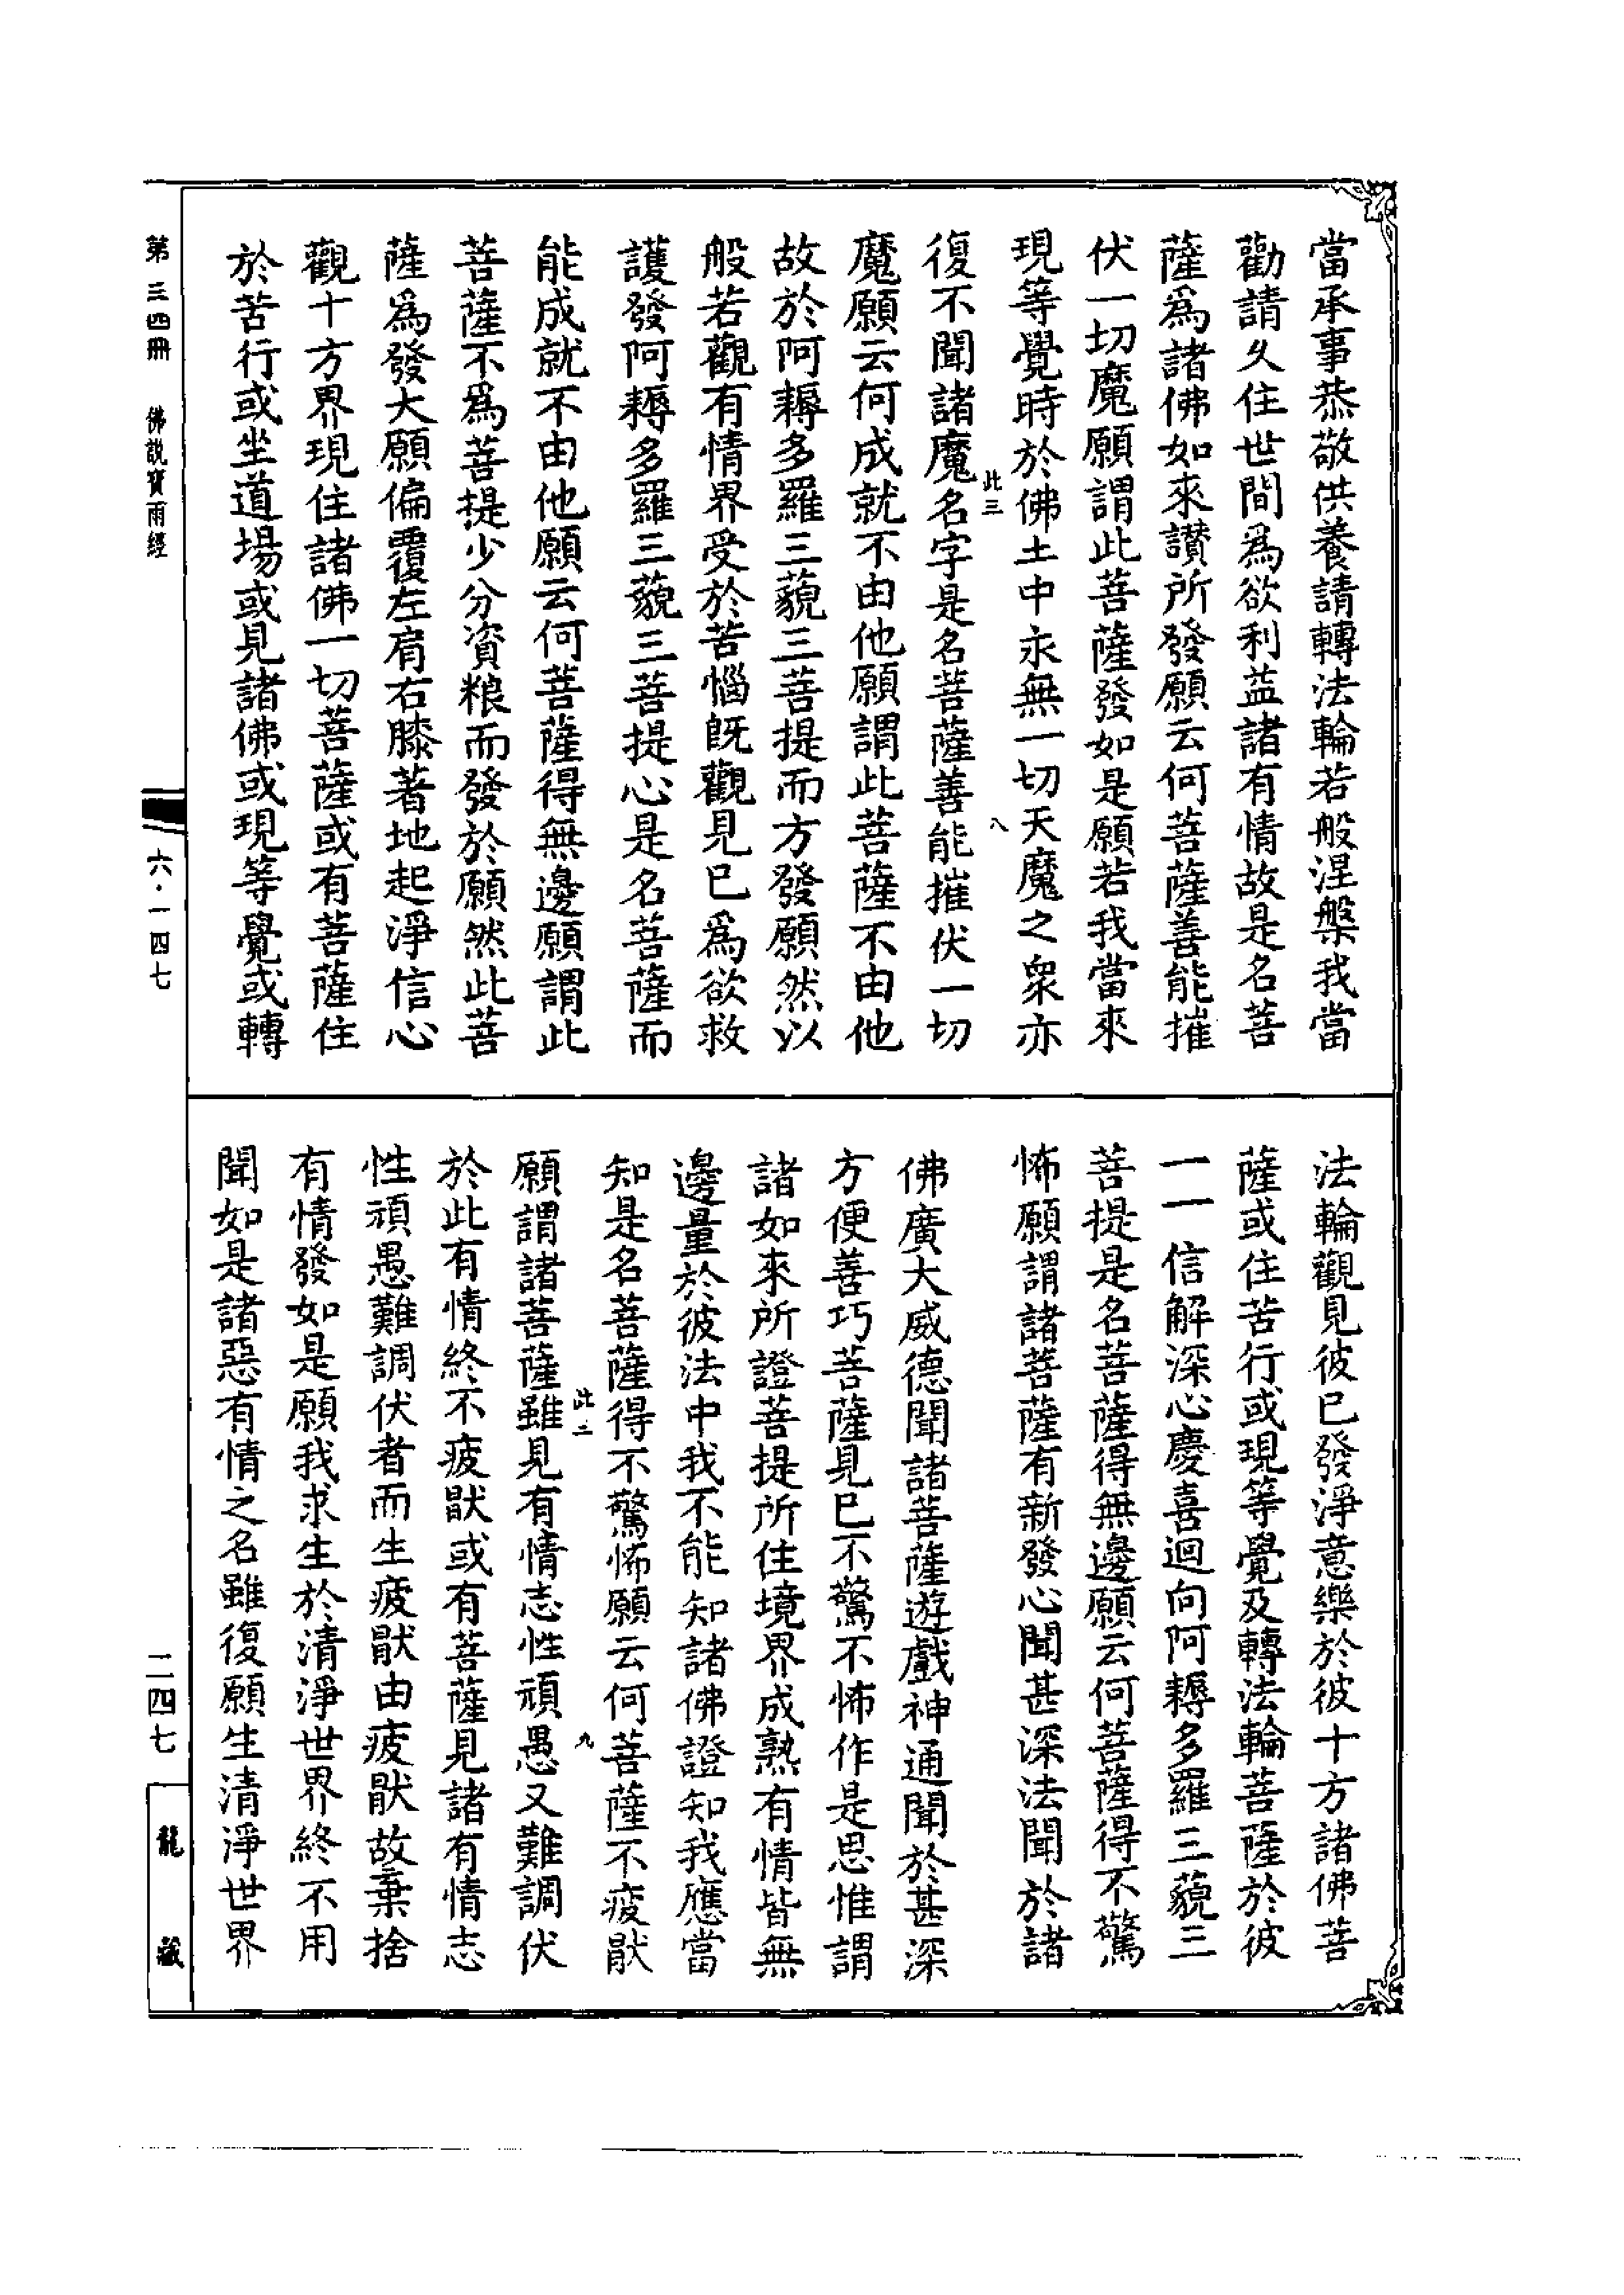 當承事恭敬供養請轉法輪若般涅槃我當
勸請久住世間為欲利益諸有情故是名菩
薩為諸佛如來讃所發願云何菩薩善能摧
伏一切魔願謂此菩薩發如是願若我當來
現等覺時於佛土中永無一切天魔之衆亦
此三
八
復不聞諸魔名字是名菩薩善能摧伏一切
魔願云何成就不由他願謂此菩薩不由他
故於阿耨多羅三藐三菩提而方發願然以
般若觀有情界受於苦惱既觀見已為欲救
護發阿耨多羅三藐三菩提心是名菩薩而
能成就不由他願云何菩薩得無邊願謂此
菩薩不為菩提少分資粮而發於願然此菩
薩為發大願偏覆左肩右膝著地起淨信心
觀十方界現住諸佛一切菩薩或有菩薩住
於苦行或坐道場或見諸佛或現等覺或轉
法輪觀見彼已發淨意樂於彼十方諸佛菩
薩或住苦行或現等覺及轉法輪菩薩於彼
一一信解深心慶喜迴向阿耨多羅三藐三
菩提是名菩薩得無邊願云何菩薩得不驚
怖願謂諸菩薩有新發心聞甚深法聞於諸
佛廣大威德聞諸菩薩遊戲神通聞於甚深
方便善巧菩薩見已不驚不怖作是思惟謂
諸如來所證菩提所住境界成熟有情皆無
邊量於彼法中我不能知諸佛證知我應當
知是名菩薩得不驚怖願云何菩薩不疲猒
此二
九
願謂諸菩薩雖見有情志性頑愚又難調伏
於此有情終不疲猒或有菩薩見諸有情志
性頑愚難調伏者而生疲猒由疲猒故棄捨
有情發如是願我求生於清淨世界終不用
聞如是諸惡有情之名雖復願生清淨世界
第三四冊　佛說寶雨經
六·一四七
二四七
龍藏